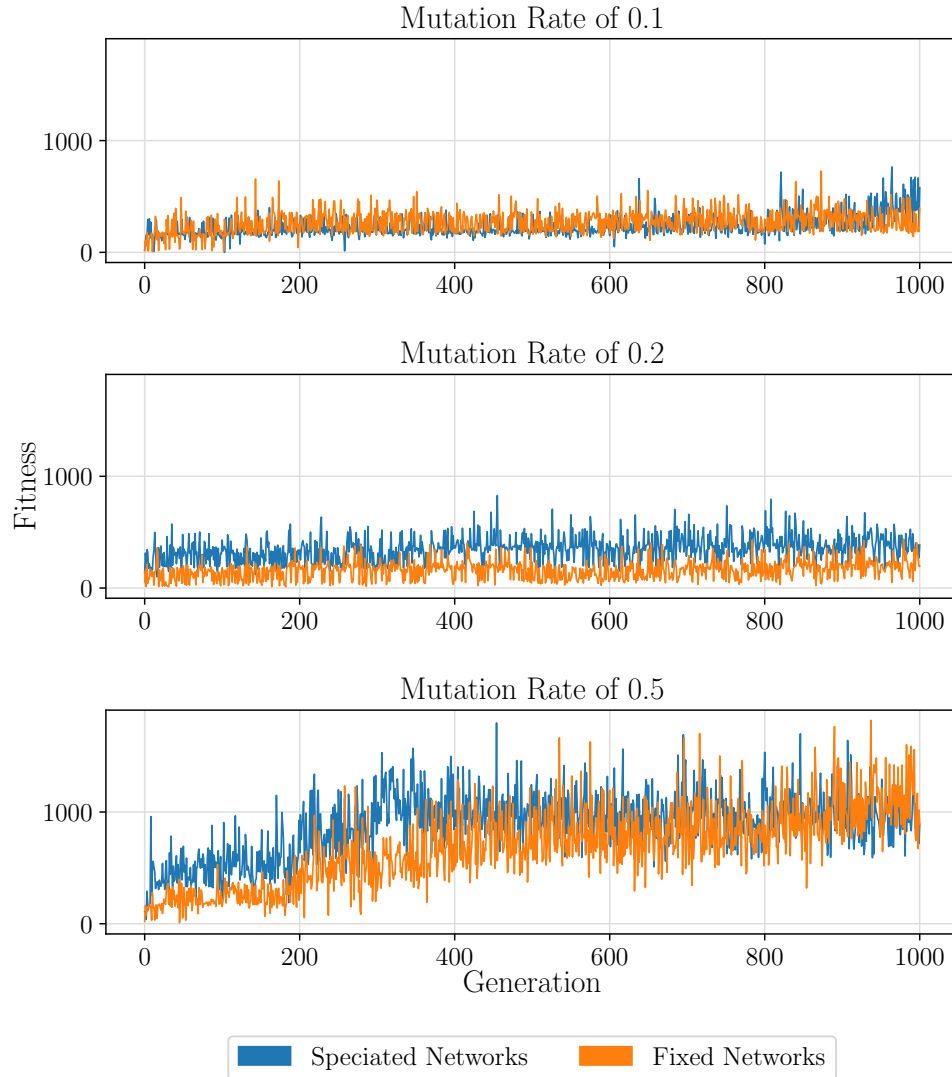 Mutation Rate of 0.1
1000
0
0 200 400 600 800 1000
Mutation Rate of 0.2
1000
0
0 200 400 600 800 1000
Fitness
Mutation Rate of 0.5
1000
0
0 200 400 600 800 1000
Generation
Speciated Networks Fixed Networks